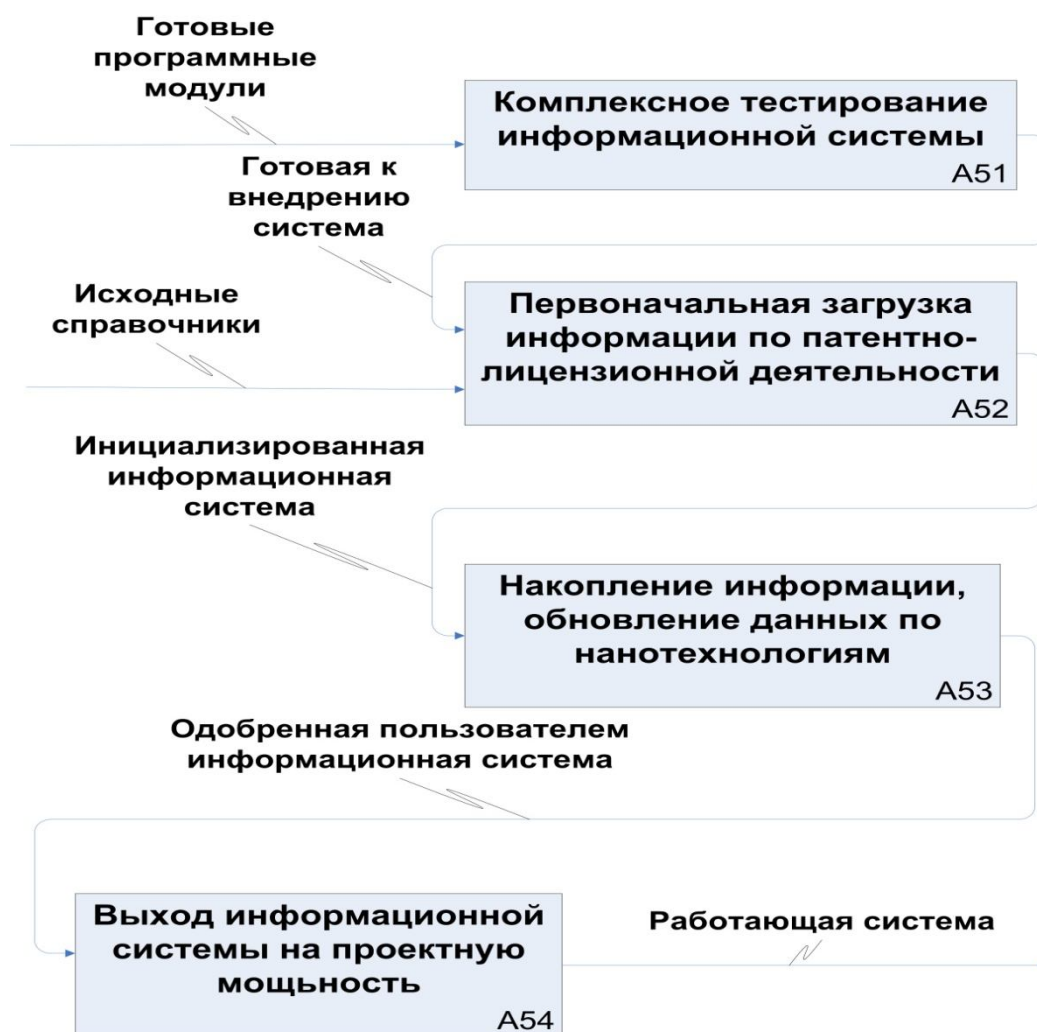 Готовые
программные
модули
Комплексное тестирование
информационной системы
A51
Готовая к
внедрению
система
Исходные
справочники
Первоначальная загрузка
информации по патентно-
лицензионной деятельности
A52
Инициализированная
информационная
система
Накопление информации,
обновление данных по
нанотехнологиям
A53
Одобренная пользователем
информационная система
Выход информационной
системы на проектную
мощьность
A54
Работающая система